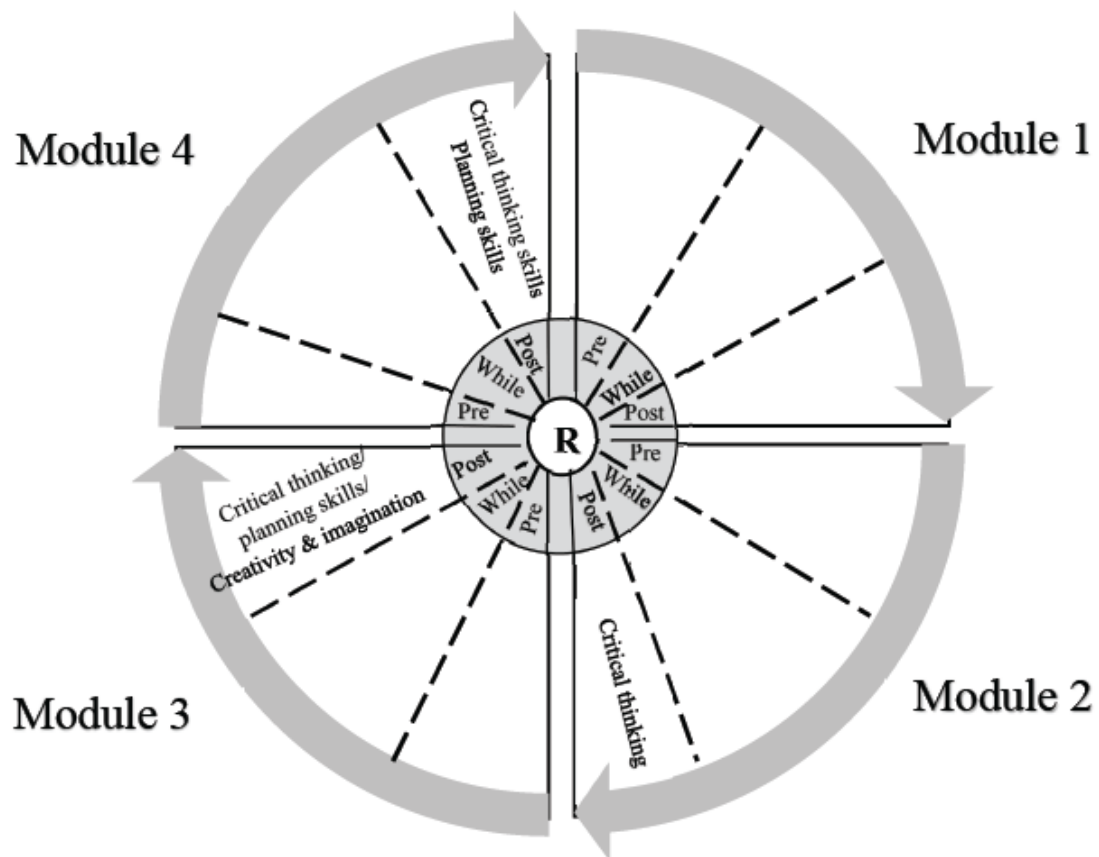 Module 4
Module 1
Critical thinking skills
Planning skills
Post
Pre
While
While
Pre
Post
R
Post
Pre
While
While
Pre
Post
Critical thinking/
planning skills/
Creativity & imagination
Critical thinking
Module 3
Module 2